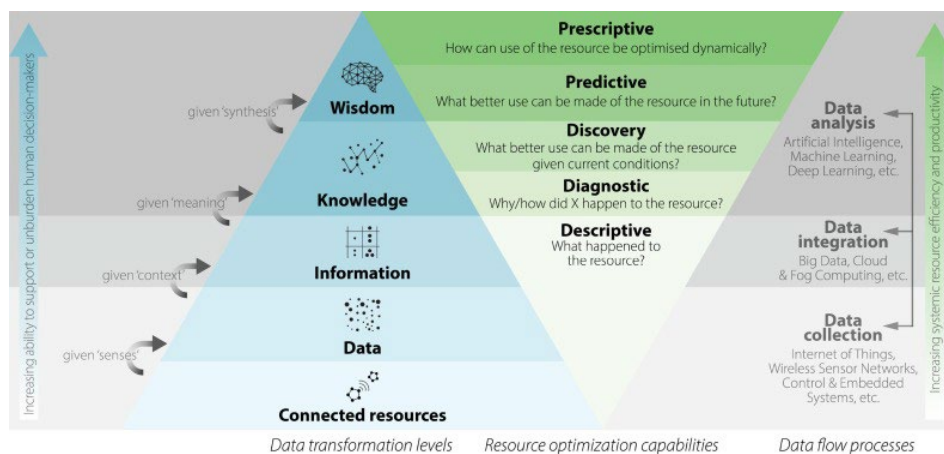 Increasing ability to support or unburden human decision-makers
given 'synthesis'
given 'meaning'
given 'context'
given 'senses'
Wisdom
Knowledge
Information
Data
Connected resources
Prescriptive
How can use of the resource be optimised dynamically?
Predictive
What better use can be made of the resource in the future?
Discovery
What better use can be made of the resource
given current conditions?
Diagnostic
Why/how did X happen to the resource?
Descriptive
What happened to
the resource?
Data
analysis
Artificial Intelligence,
Machine Learning,
Deep Learning, etc.
Data
integration
Big Data, Cloud
& Fog Computing, etc.
Data
collection
Internet of Things,
Wireless Sensor Networks,
Control & Embedded
Systems, etc.
Increasing systemic resource efficiency and productivity
Data transformation levels
Resource optimization capabilities
Data flow processes